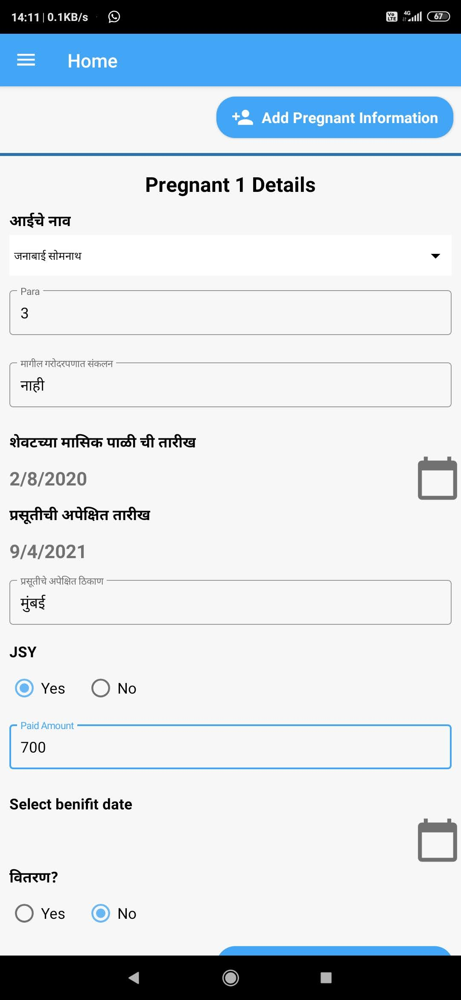 14:11 | 0.1KB/s
Vo LTE 4G 67
Home
Add Pregnant Information
Pregnant 1 Details
आईचे नाव
जनाबाई सोमनाथ
Para
3
मागील गरोदरपणात संकलन
नाही
शेवटच्या मासिक पाळी ची तारीख
2/8/2020
प्रसूतीची अपेक्षित तारीख
9/4/2021
प्रसूतीचे अपेक्षित ठिकाण
मुंबई
JSY
Yes No
Paid Amount
700
Select benifit date
वितरण?
Yes No